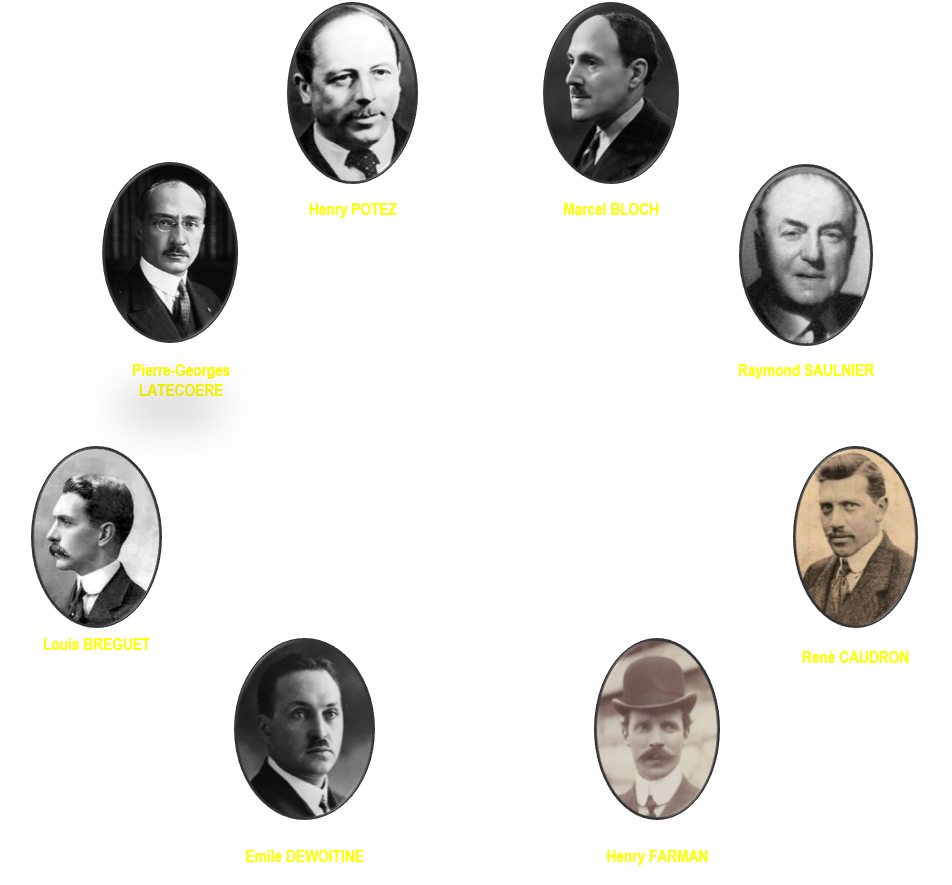 Henry POTEZ
Marcel BLOCH
Pierre-Georges
LATECOERE
Raymond SAULNIER
Louis BREGUET
René CAUDRON
Emile DEWOITINE
Henry FARMAN